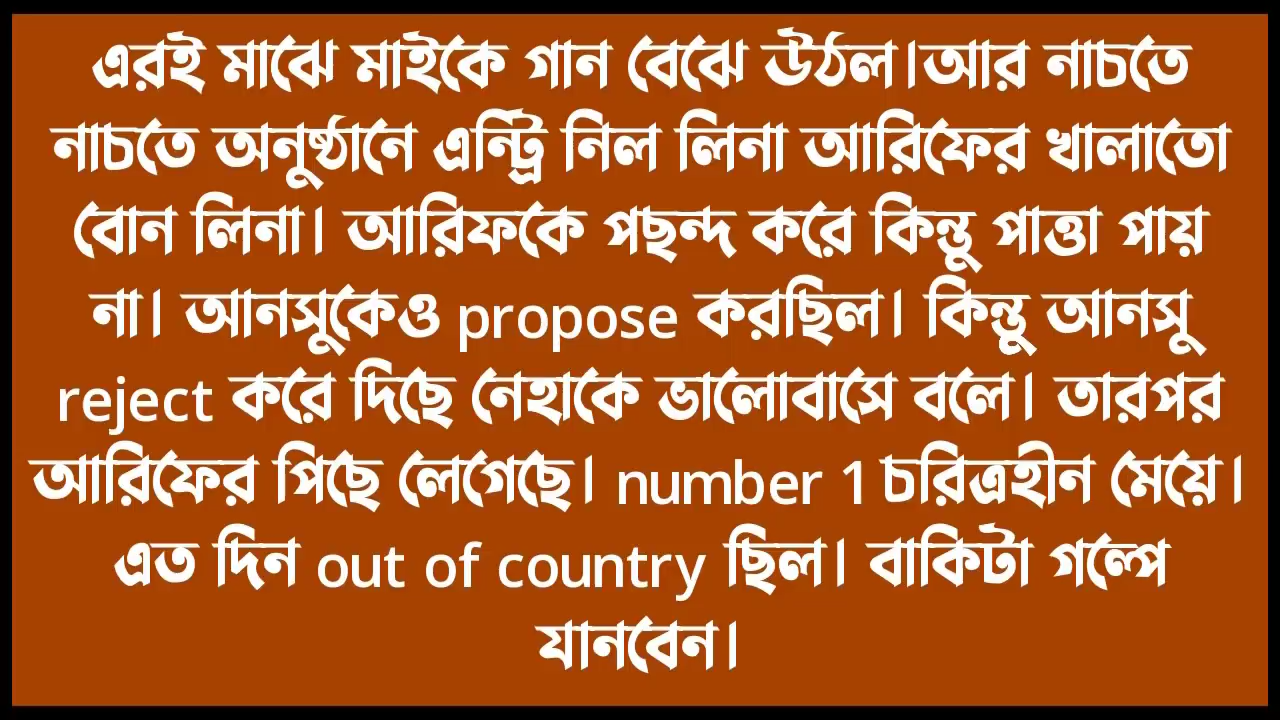 এরই মাঝে মাইকে গান বেঝে উঠল।আর নাচতে
নাচতে অনুষ্ঠানে এন্ট্রি নিল লিনা আরিফের খালাতো
বোন লিনা। আরিফকে পছন্দ করে কিন্তু পাত্তা পায়
না। আনসুকেও propose করছিল। কিন্তু আনসু
reject করে দিছে নেহাকে ভালোবাসে বলে। তারপর
আরিফের পিছে লেগেছে। number 1 চরিত্রহীন মেয়ে।
এত দিন out of country ছিল। বাকিটা গল্পে
যানবেন।